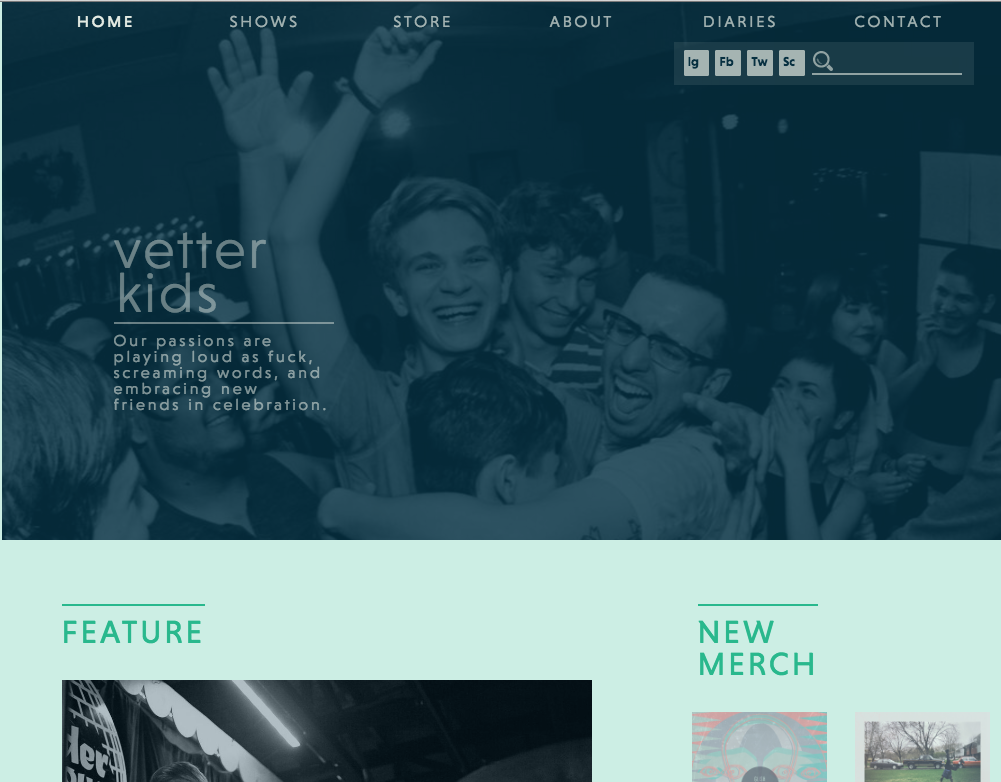 HOME SHOWS STORE ABOUT DIARIES CONTACT
Ig Fb Tw Sc
vetter
kids
Our passions are
playing loud as fuck,
screaming words, and
embracing new
friends in celebration.
FEATURE
NEW
MERCH